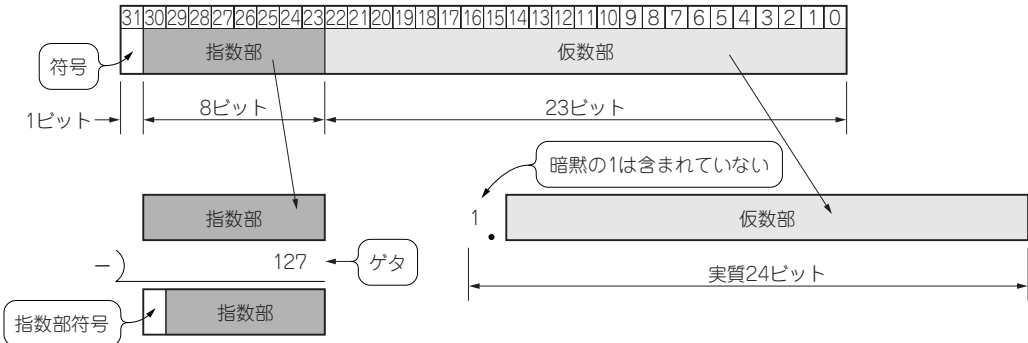 31 30 29 28 27 26 25 24 23 22 21 20 19 18 17 16 15 14 13 12 11 10 9 8 7 6 5 4 3 2 1 0
符号 指数部 仮数部
1ビット 8ビット 23ビット
暗黙の1は含まれていない
指数部 1. 仮数部
− 127 ゲタ
実質24ビット
指数部符号 指数部